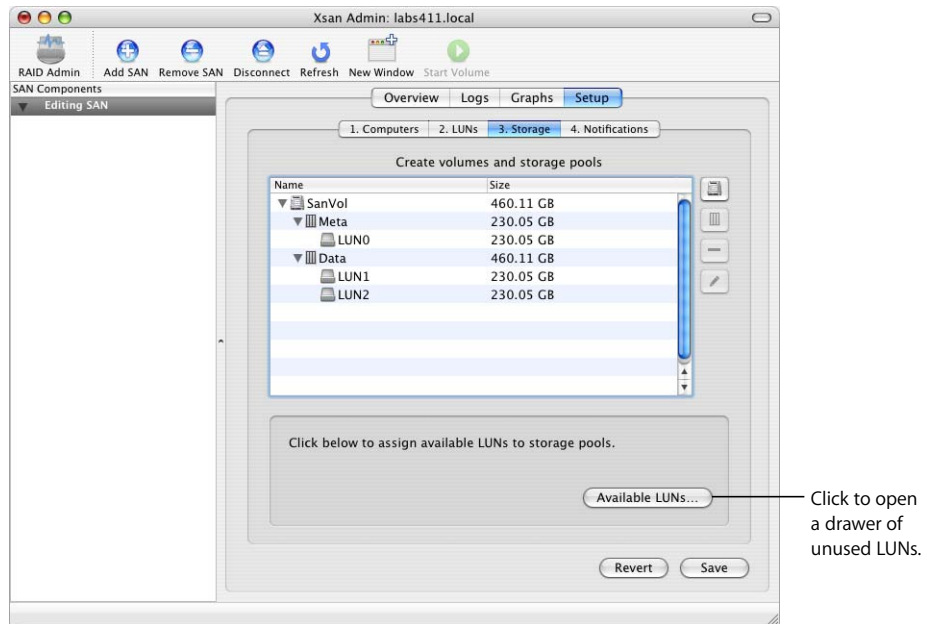 Xsan Admin: labs411.local
RAID Admin Add SAN Remove SAN Disconnect Refresh New Window Start Volume
SAN Components
Editing SAN
Overview Logs Graphs Setup
1. Computers 2. LUNs 3. Storage 4. Notifications
Create volumes and storage pools
Name Size
SanVol 460.11 GB
Meta 230.05 GB
LUN0 230.05 GB
Data 460.11 GB
LUN1 230.05 GB
LUN2 230.05 GB
Click below to assign available LUNs to storage pools.
Available LUNs...
Click to open
a drawer of
unused LUNs.
Revert Save